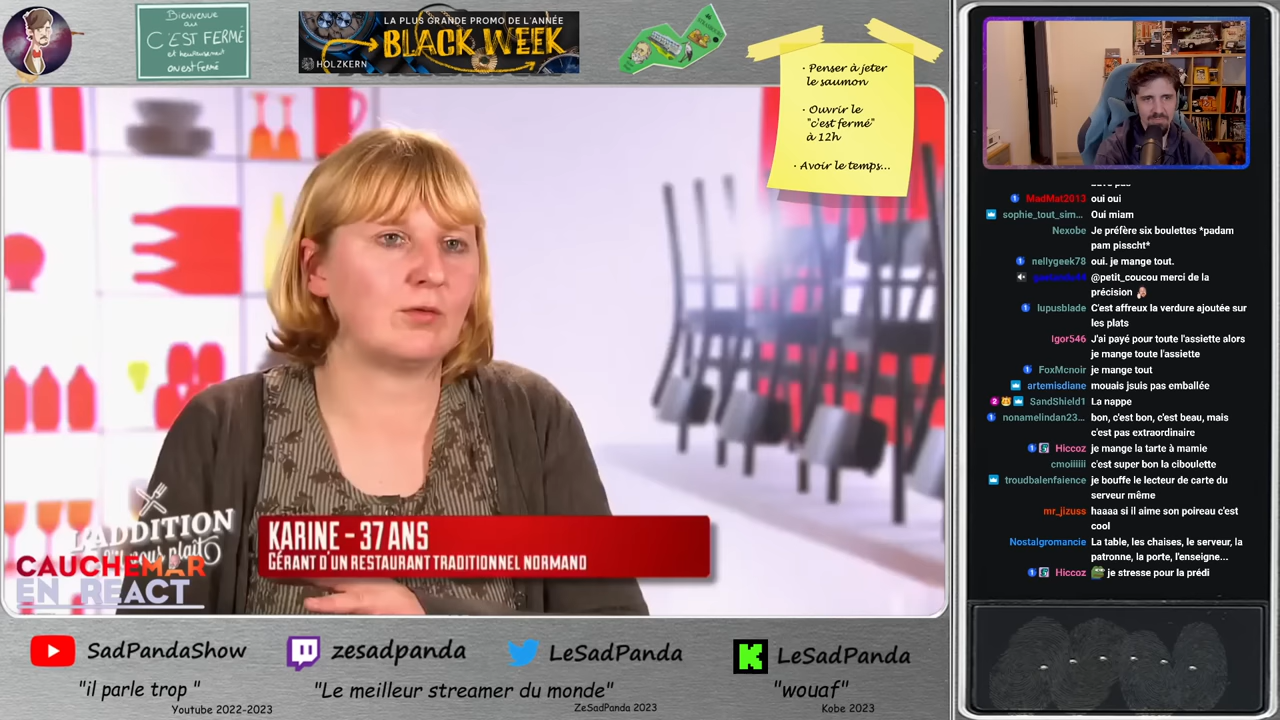 Bienvenue
au
C'EST FERMÉ
et heureusement
on est fermé
LA PLUS GRANDE PROMO DE L'ANNÉE
BLACK WEEK
HOLZKERN
· Penser à jeter
le saumon
· Ouvrir le
"c'est fermé"
à 12h
· Avoir le temps...
L'ADDITION
s'il vous plaît
CAUCHEMAR
EN REACT
KARINE - 37 ANS
GÉRANT D'UN RESTAURANT TRADITIONNEL NORMAND
SadPandaShow
zesadpanda
LeSadPanda
LeSadPanda
"il parle trop "
Youtube 2022-2023
"Le meilleur streamer du monde"
ZeSadPanda 2023
"wouaf"
Kobe 2023
MadMat2013 oui oui
sophie_tout_sim... Oui miam
Nexobe Je préfère six boulettes *padam
pam pisscht*
nellygeek78 oui. je mange tout.
@petit_coucou merci de la
précision
lupusblade C'est affreux la verdure ajoutée sur
les plats
Igor546 J'ai payé pour toute l'assiette alors
je mange toute l'assiette
FoxMcnoir je mange tout
artemisdiane mouais jsuis pas emballée
SandShield1 La nappe
nonamelindan23... bon, c'est bon, c'est beau, mais
c'est pas extraordinaire
Hiccoz je mange la tarte à mamie
cmoiiiiii c'est super bon la ciboulette
troudbalenfaience je bouffe le lecteur de carte du
serveur même
mr_jizuss haaaa si il aime son poireau c'est
cool
Nostalgromancie La table, les chaises, le serveur, la
patronne, la porte, l'enseigne...
Hiccoz je stresse pour la prédi